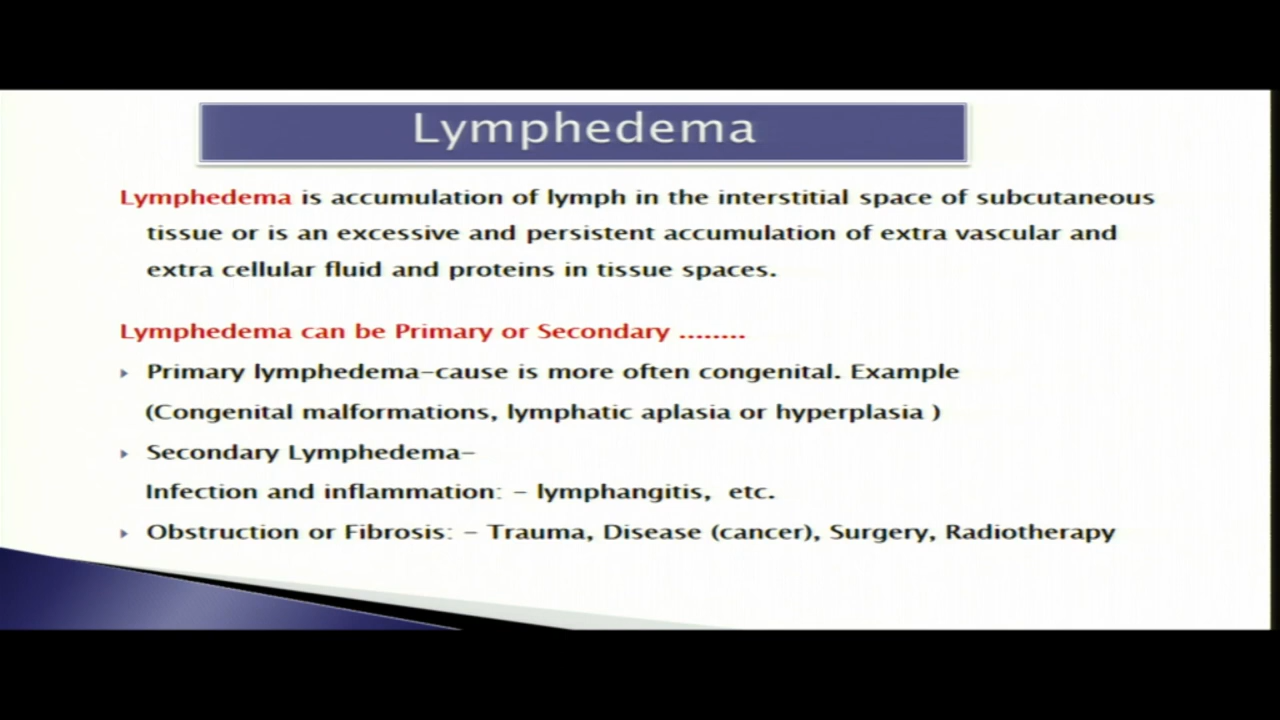 Lymphedema
Lymphedema is accumulation of lymph in the interstitial space of subcutaneous
tissue or is an excessive and persistent accumulation of extra vascular and
extra cellular fluid and proteins in tissue spaces.
Lymphedema can be Primary or Secondary ........
Primary lymphedema-cause is more often congenital. Example
(Congenital malformations, lymphatic aplasia or hyperplasia )
Secondary Lymphedema-
Infection and inflammation: - lymphangitis, etc.
Obstruction or Fibrosis: - Trauma, Disease (cancer), Surgery, Radiotherapy